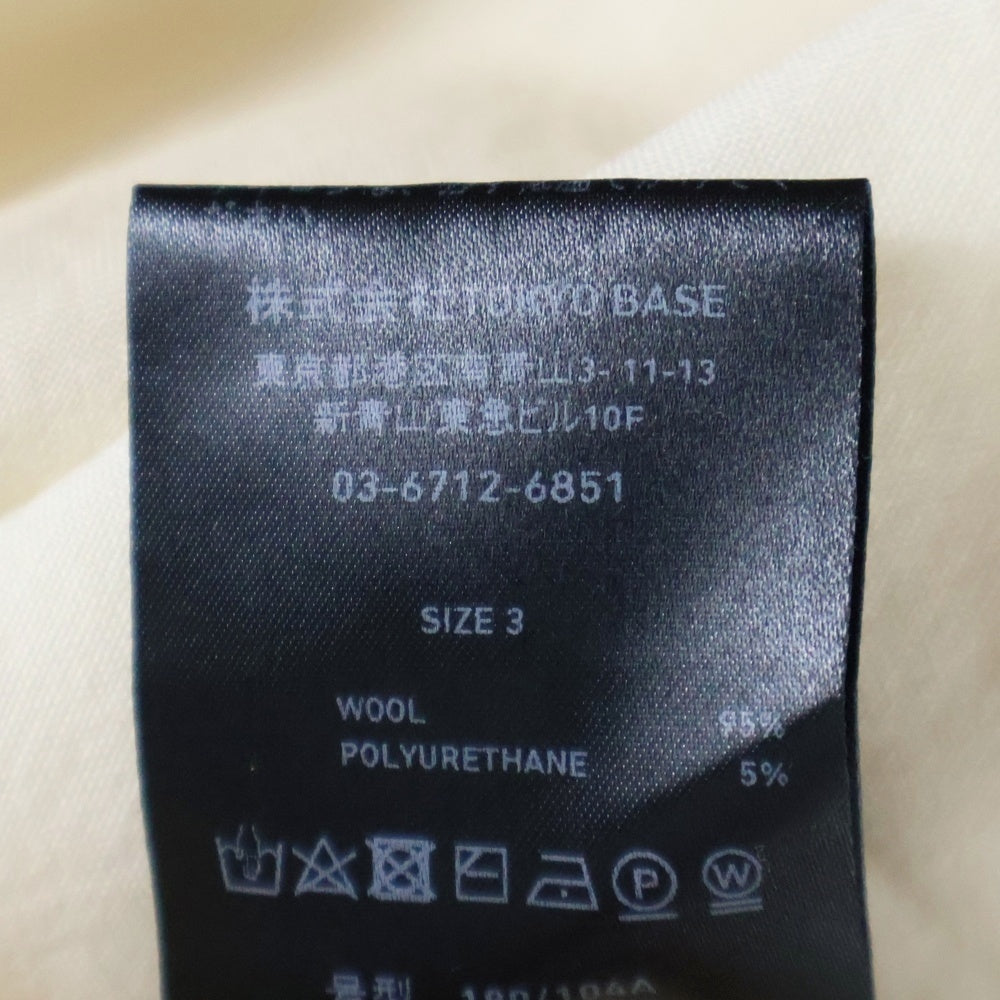 株式会社TOKYO BASE
東京都港区南青山3-11-13
新青山東急ビル10F
03-6712-6851
SIZE 3
WOOL 95%
POLYURETHANE 5%
P W
号型